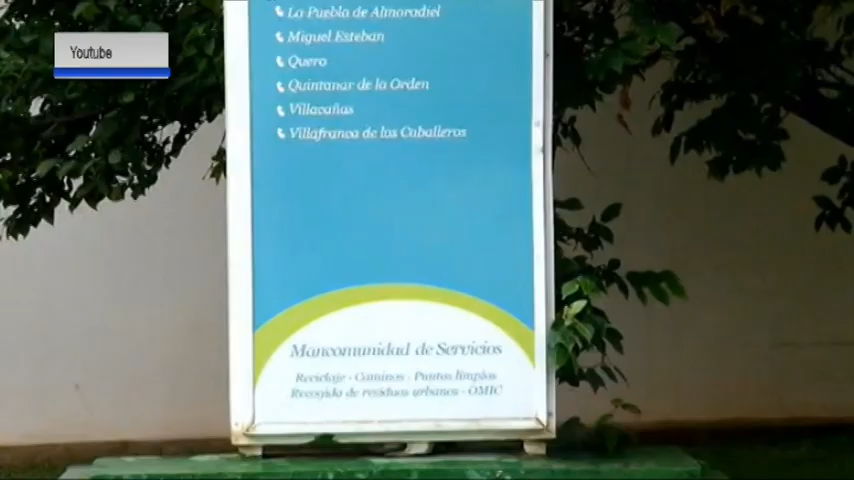 Youtube
La Puebla de Almoradiel
Miguel Esteban
Quero
Quintanar de la Orden
Villacañas
Villafranca de los Caballeros
Mancomunidad de Servicios
Reciclaje - Caminos - Puntos limpios
Recogida de residuos urbanos - OMIC